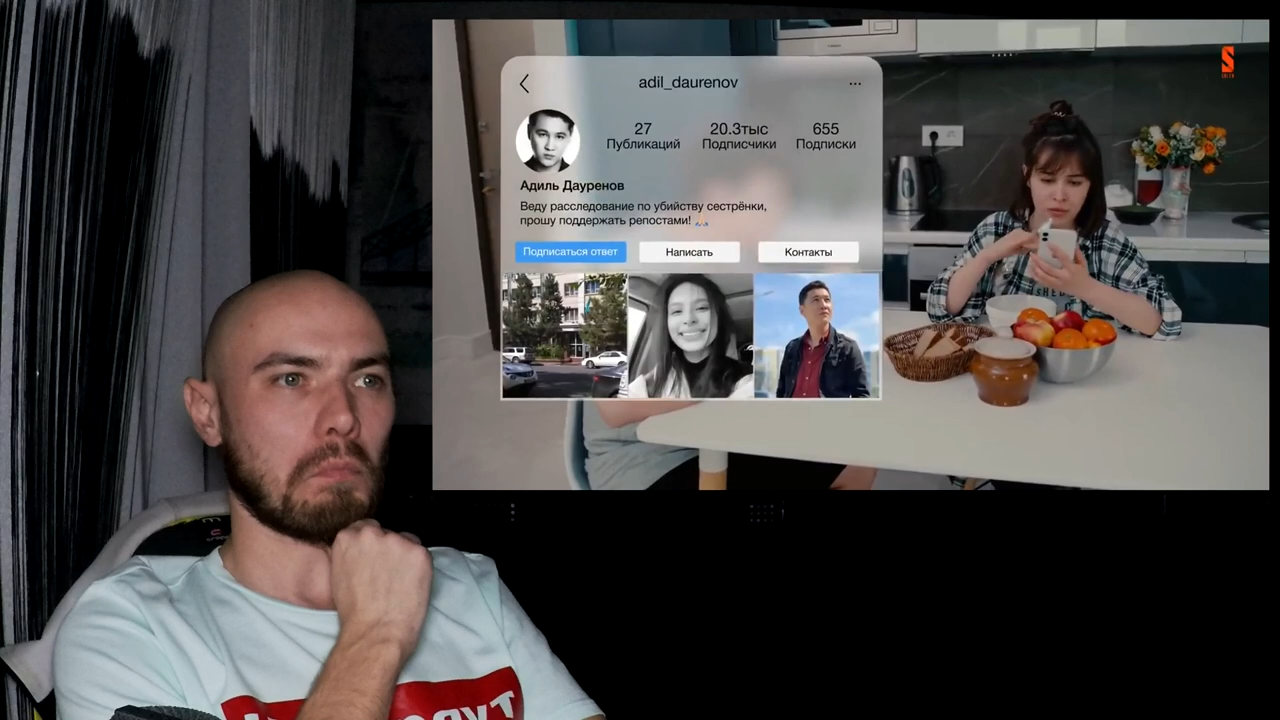 adil_daurenov
27
20.3тыс
655
Публикаций
Подписчики
Подписки
Адиль Дауренов
Веду расследование по убийству сестрёнки,
прошу поддержать репостами! 🙏
Подписаться ответ
Написать
Контакты